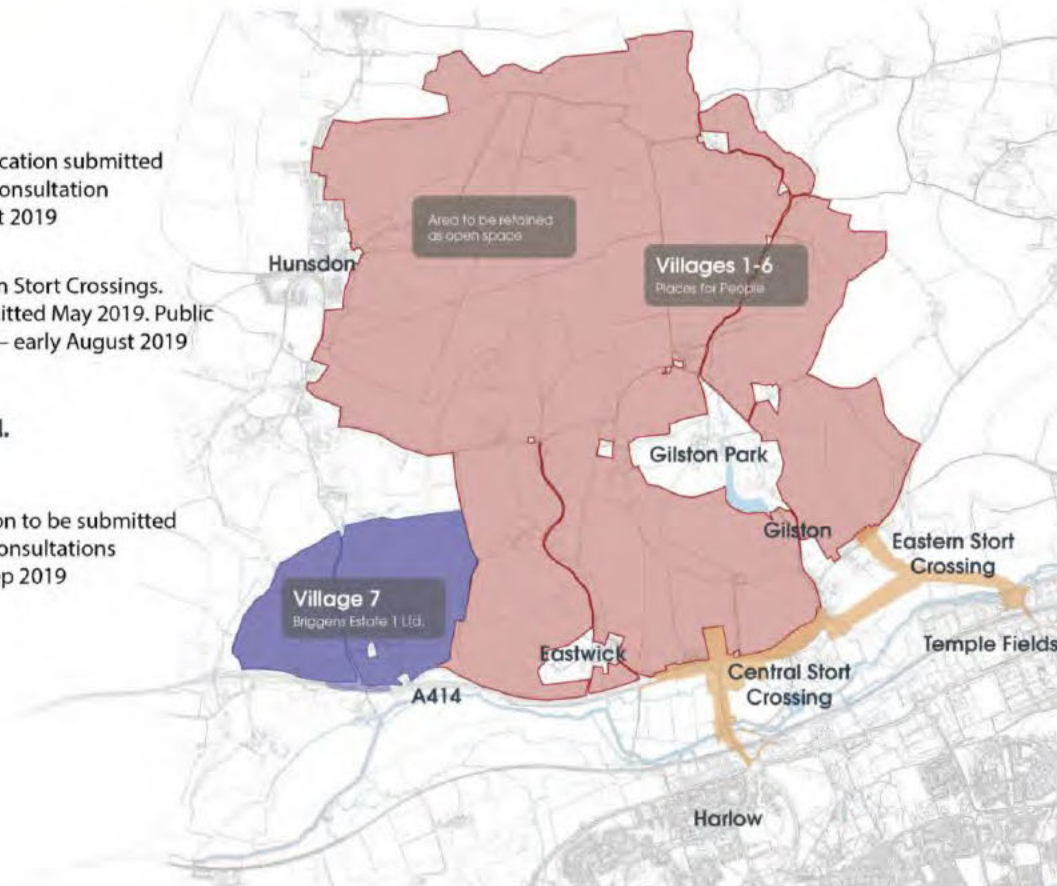 cation submitted
onsultation
t 2019
n Stort Crossings.
itted May 2019. Public
– early August 2019
l.
on to be submitted
onsultations
p 2019
Area to be retained
as open space
Hunsdon
Villages 1-6
Places for People
Gilston Park
Gilston
Eastern Stort
Crossing
Village 7
Briggens Estate 1 Ltd.
Eastwick
Temple Fields
Central Stort
Crossing
A414
Harlow